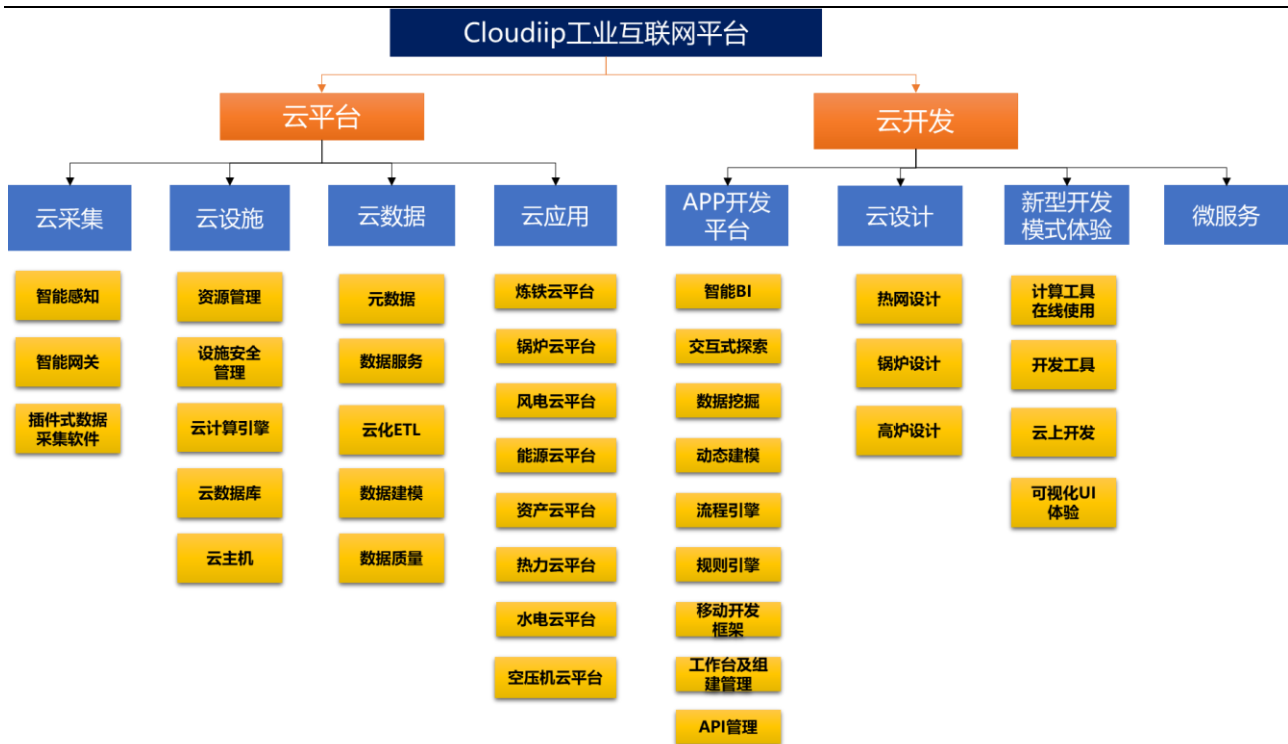 Cloudiip工业互联网平台
云平台
云开发
云采集
云设施
云数据
云应用
APP开发
平台
云设计
新型开发
模式体验
微服务
智能感知
智能网关
插件式数据
采集软件
资源管理
设施安全
管理
云计算引擎
云数据库
云主机
元数据
数据服务
云化ETL
数据建模
数据质量
炼铁云平台
锅炉云平台
风电云平台
能源云平台
资产云平台
热力云平台
水电云平台
空压机云平台
智能BI
交互式探索
数据挖掘
动态建模
流程引擎
规则引擎
移动开发
框架
工作台及组
建管理
API管理
热网设计
锅炉设计
高炉设计
计算工具
在线使用
开发工具
云上开发
可视化UI
体验